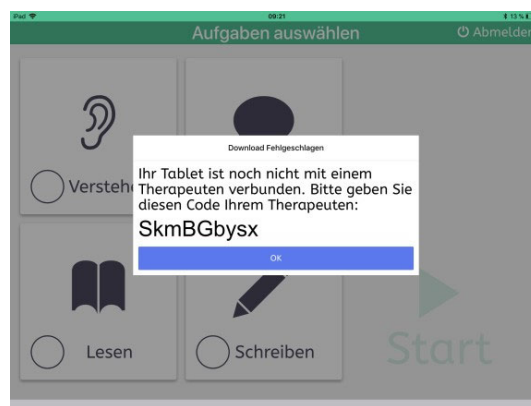 iPad 09:21 13 %
Aufgaben auswählen
Abmelden
Download Fehlgeschlagen
Ihr Tablet ist noch nicht mit einem
Therapeuten verbunden. Bitte geben Sie
diesen Code Ihrem Therapeuten:
SkmBGbysx
OK
Versteh
Lesen
Schreiben
Start